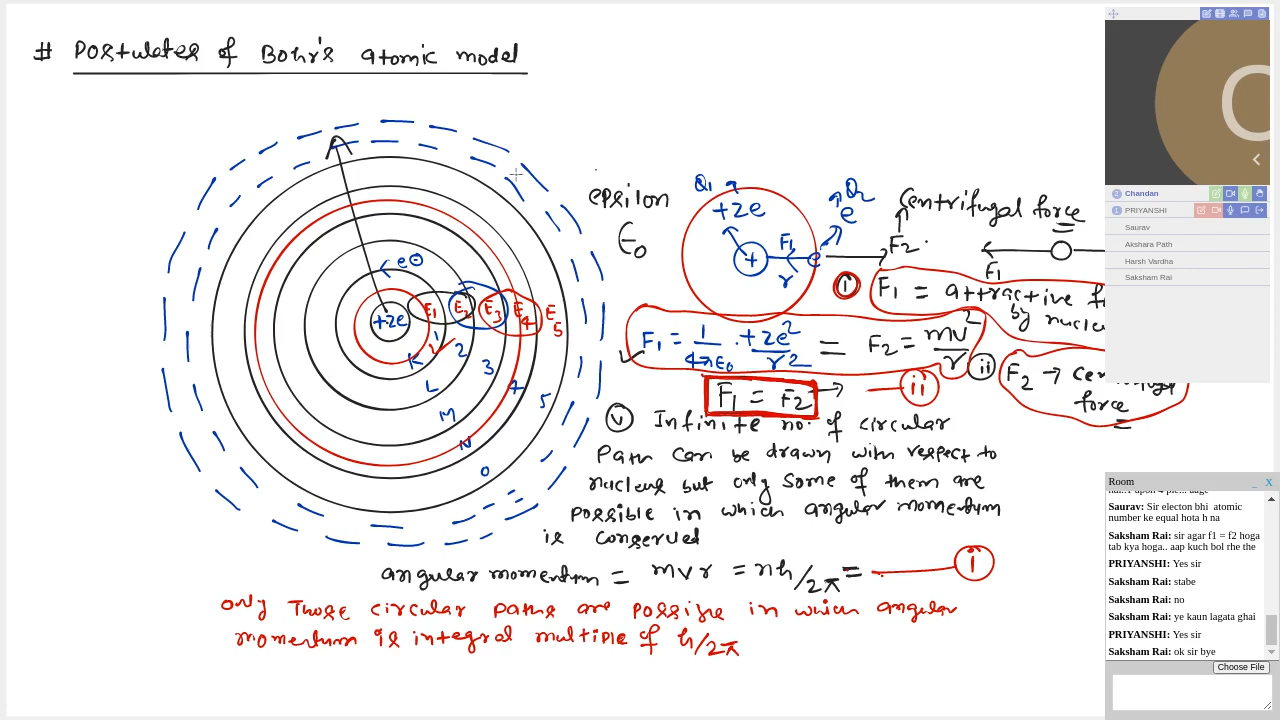 # Postulates of Bohr's atomic model
epsilon
ε₀
Q₁
+ze
Q₂
e
F₁
r
+
e
F₂
Centrifugal force
F₁
i
F₁ = attractive
by
F₁ = 1/4πε₀ . +ze²/r² = F₂ = mv²/r
ii
F₂ →
force
F₁ = F₂
ii
e⊖
+ze
E₁ E₂ E₃ E₄ E₅
1 2 3 4 5
K L M N O
v Infinite no. of circular
Path can be drawn with respect to
nucleus but only some of them are
possible in which angular momentum
is conserved
angular momentum = mvr = nh/2π = i
only Those circular paths are possible in which angular
momentum is integral multiple of h/2π
C
2 Chandan
1 PRIYANSHI
Saurav
Akshara Path
Harsh Vardha
Saksham Rai
Room _ X
Saurav: Sir electon bhi atomic
number ke equal hota h na
Saksham Rai: sir agar f1 = f2 hoga
tab kya hoga.. aap kuch bol rhe the
PRIYANSHI: Yes sir
Saksham Rai: stabe
Saksham Rai: no
Saksham Rai: ye kaun lagata ghai
PRIYANSHI: Yes sir
Saksham Rai: ok sir bye
Choose File